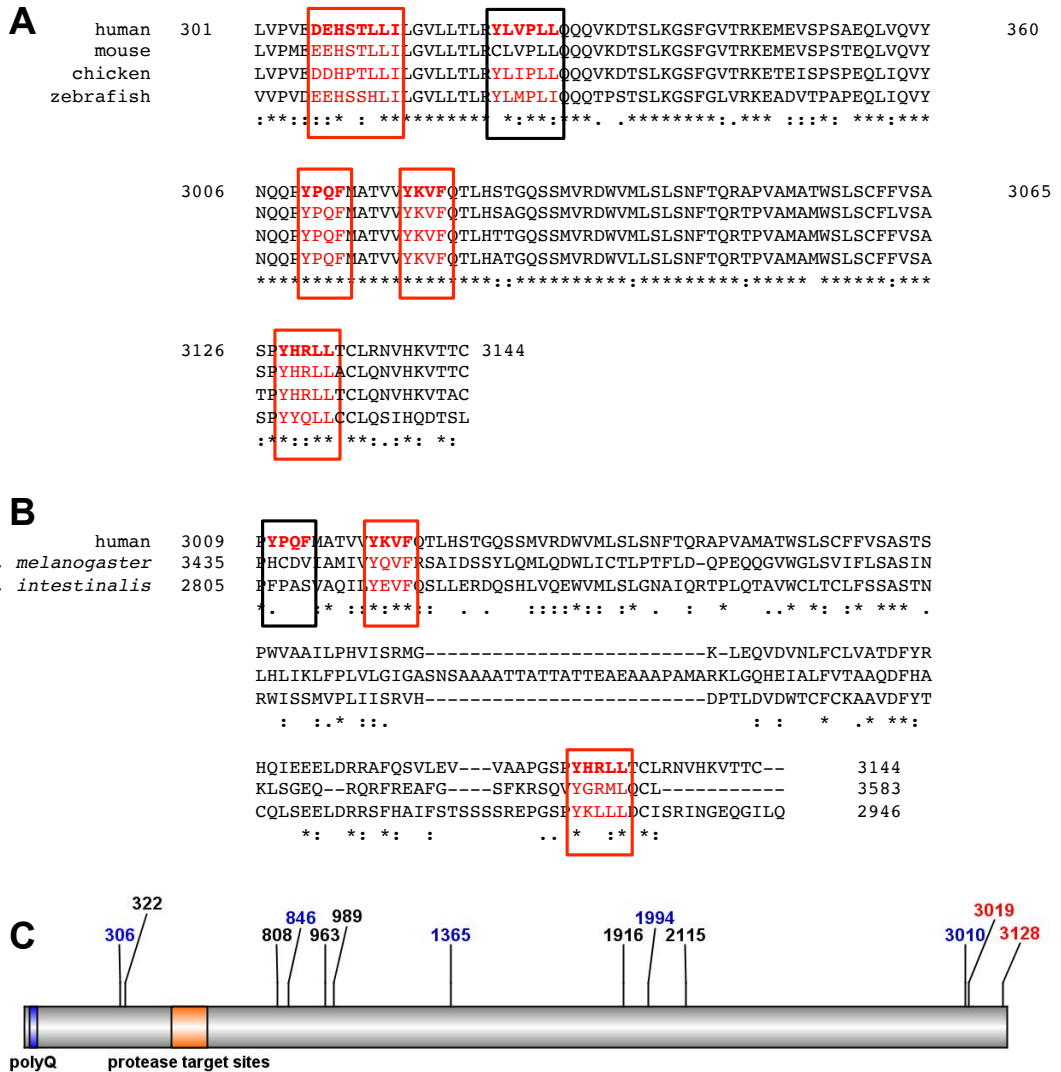 A
human 301 LVPVEDEHSTLLILGVLLTLRYLVPLLQQQVKDTSLKGSFGVTRKEMEVSPSAEQLVQVY 360
mouse LVPMEEEHSTLLILGVLLTLRCLVPLLQQQVKDTSLKGSFGVTRKEMEVSPSTEQLVQVY
chicken LVPVEDDHPTLLILGVLLTLRYLIPLLQQQVKDTSLKGSFGVTRKETEISPSPEQLIQVY
zebrafish VVPVDEEHSSHLILGVLLTLRYLMPLIQQQTPSTSLKGSFGLVRKEADVTPAPEQLIQVY
:**::::* : ********** *:**:***. .*******:.*** :::: ***:***
3006 NQQPYPQFMATVVYKVFQTLHSTGQSSMVRDWVMLSLSNFTQRAPVAMATWSLSCFFVSA 3065
NQQPYPQFMATVVYKVFQTLHSAGQSSMVRDWVMLSLSNFTQRTPVAMAMWSLSCFLVSA
NQQPYPQFMATVVYKVFQTLHTTGQSSMVRDWVMLSLSNFTQRTPVAMAMWSLSCFFVSA
NQQPYPQFMATVVYKVFQTLHATGQSSMVRDWVLLSLSNFTQRTPVAMAMWSLSCFFVSA
*********************::**********:*********:***** ******:***
3126 SPYHRLLTCLRNVHKVTTC 3144
SPYHRLLACLQNVHKVTTC
TPYHRLLTCLQNVHKVTAC
SPYYQLLCCLQSIHQDTSL
:**::** **:.:*: *:
B
human 3009 PYPQFMATVVYKVFQTLHSTGQSSMVRDWVMLSLSNFTQRAPVAMATWSLSCFFVSASTS
. melanogaster 3435 PHCDVIAMIVYQVFRSAIDSSYLQMLQDWLICTLPTFLD-QPEQQGVWGLSVIFLSASIN
. intestinalis 2805 PFPASVAQILYEVFQSLLERDQSHLVQEWVMLSLGNAIQRTPLQTAVWCLTCLFSSASTN
*. :* ::*:**: . . ::::*:: :* . : * ..* *: :* *** .
PWVAAILPHVISRMG------------------------K-LEQVDVNLFCLVATDFYR
LHLIKLFPLVLGIGASNSAAAATTATTATTEAEAAAPAMARKLGQHEIALFVTAAQDFHA
RWISSMVPLIISRVH------------------------DPTLDVDWTCFCKAAVDFYT
: :.* ::. : : * .* **:
HQIEEELDRRAFQSVLEV---VAAPGSPYHRLLTCLRNVHKVTTC-- 3144
KLSGEQ--RQRFREAFG----SFKRSQVYGRMLQCL----------- 3583
CQLSEELDRRSFHAIFSTSSSSREPGSPYKLLLDCISRINGEQGILQ 2946
*: *: *: : .. * :* *:
C
322 846 989 1994 3019
306 808 963 1365 1916 2115 3010 3128
polyQ protease target sites